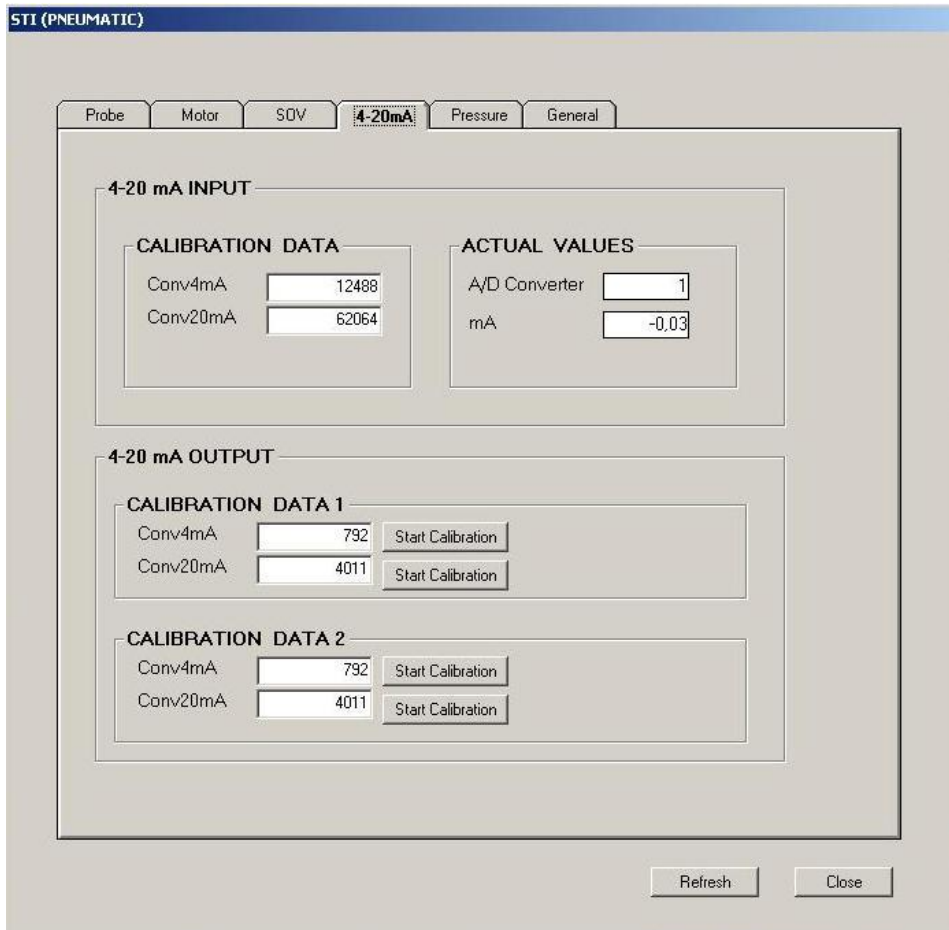 STI (PNEUMATIC)
Probe Motor SOV 4-20mA Pressure General
4-20 mA INPUT
CALIBRATION DATA
Conv4mA 12488
Conv20mA 62064
ACTUAL VALUES
A/D Converter 1
mA -0,03
4-20 mA OUTPUT
CALIBRATION DATA 1
Conv4mA 792 Start Calibration
Conv20mA 4011 Start Calibration
CALIBRATION DATA 2
Conv4mA 792 Start Calibration
Conv20mA 4011 Start Calibration
Refresh Close